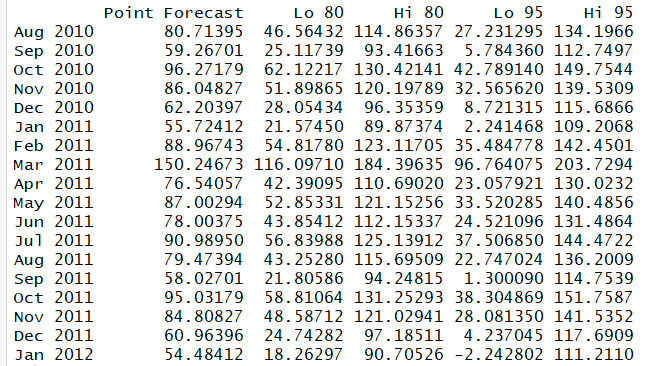 Point Forecast Lo 80 Hi 80 Lo 95 Hi 95
Aug 2010 80.71395 46.56432 114.86357 27.231295 134.1966
Sep 2010 59.26701 25.11739 93.41663 5.784360 112.7497
Oct 2010 96.27179 62.12217 130.42141 42.789140 149.7544
Nov 2010 86.04827 51.89865 120.19789 32.565620 139.5309
Dec 2010 62.20397 28.05434 96.35359 8.721315 115.6866
Jan 2011 55.72412 21.57450 89.87374 2.241468 109.2068
Feb 2011 88.96743 54.81780 123.11705 35.484778 142.4501
Mar 2011 150.24673 116.09710 184.39635 96.764075 203.7294
Apr 2011 76.54057 42.39095 110.69020 23.057921 130.0232
May 2011 87.00294 52.85331 121.15256 33.520285 140.4856
Jun 2011 78.00375 43.85412 112.15337 24.521096 131.4864
Jul 2011 90.98950 56.83988 125.13912 37.506850 144.4722
Aug 2011 79.47394 43.25280 115.69509 22.747024 136.2009
Sep 2011 58.02701 21.80586 94.24815 1.300090 114.7539
Oct 2011 95.03179 58.81064 131.25293 38.304869 151.7587
Nov 2011 84.80827 48.58712 121.02941 28.081350 141.5352
Dec 2011 60.96396 24.74282 97.18511 4.237045 117.6909
Jan 2012 54.48412 18.26297 90.70526 -2.242802 111.2110